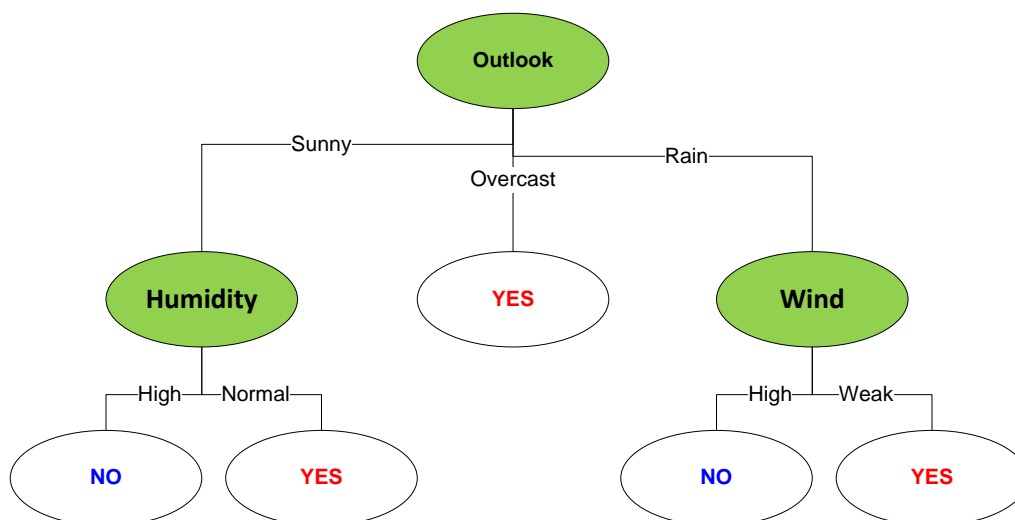 Outlook
Sunny
Rain
Overcast
Humidity
YES
Wind
High
Normal
High
Weak
NO
YES
NO
YES